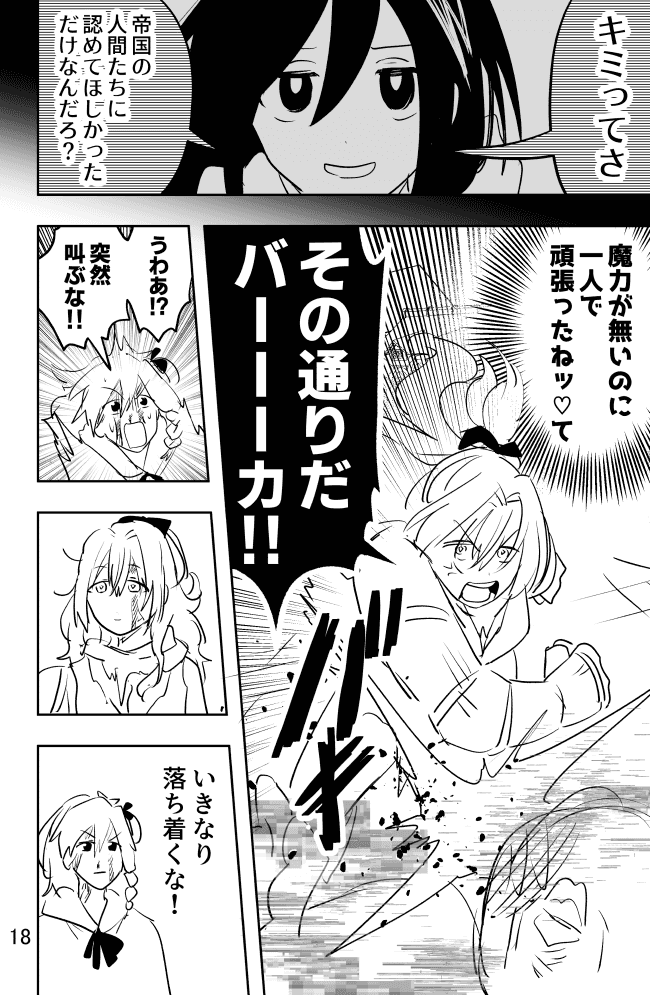 キミってさ
帝国の
人間たちに
認めてほしかった
だけなんだろ？
魔力が無いのに
一人で
頑張ったねッ♡て
その通りだ
バーーーカ!!
うわあ!?
突然
叫ぶな!!
いきなり
落ち着くな！
18